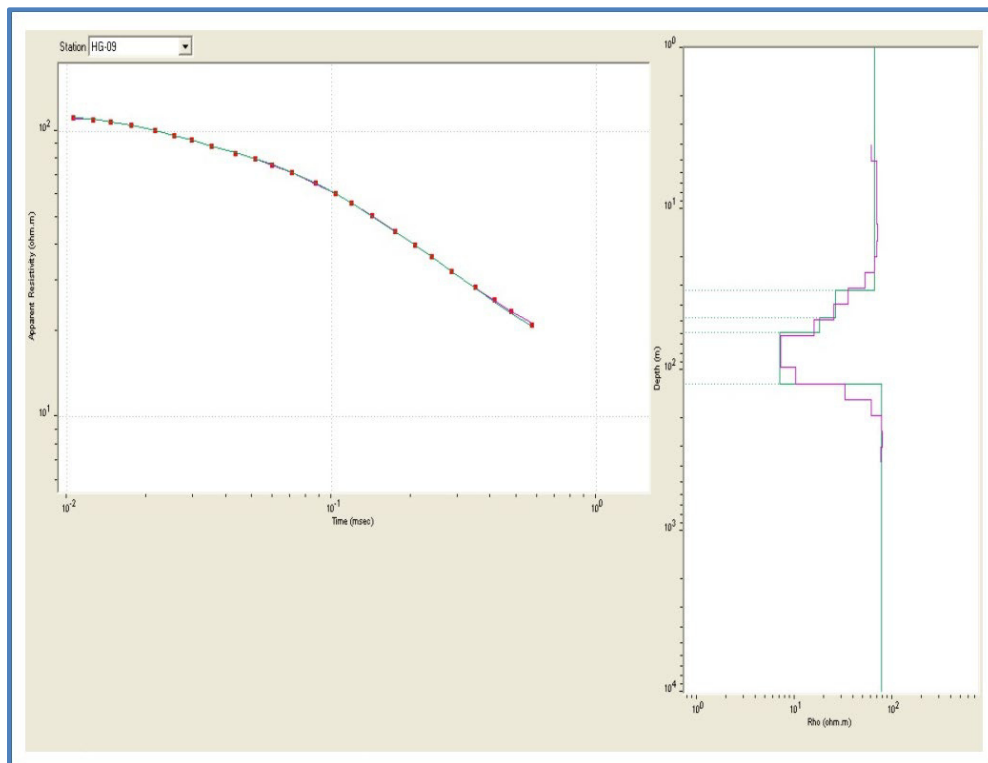 Station HG-09
10²
10¹
Apparent Resistivity (ohm.m)
10⁻² 10⁻¹ 10⁰
Time (msec)
10⁰
10¹
10²
10³
10⁴
Depth (m)
10⁰ 10¹ 10²
Rho (ohm.m)